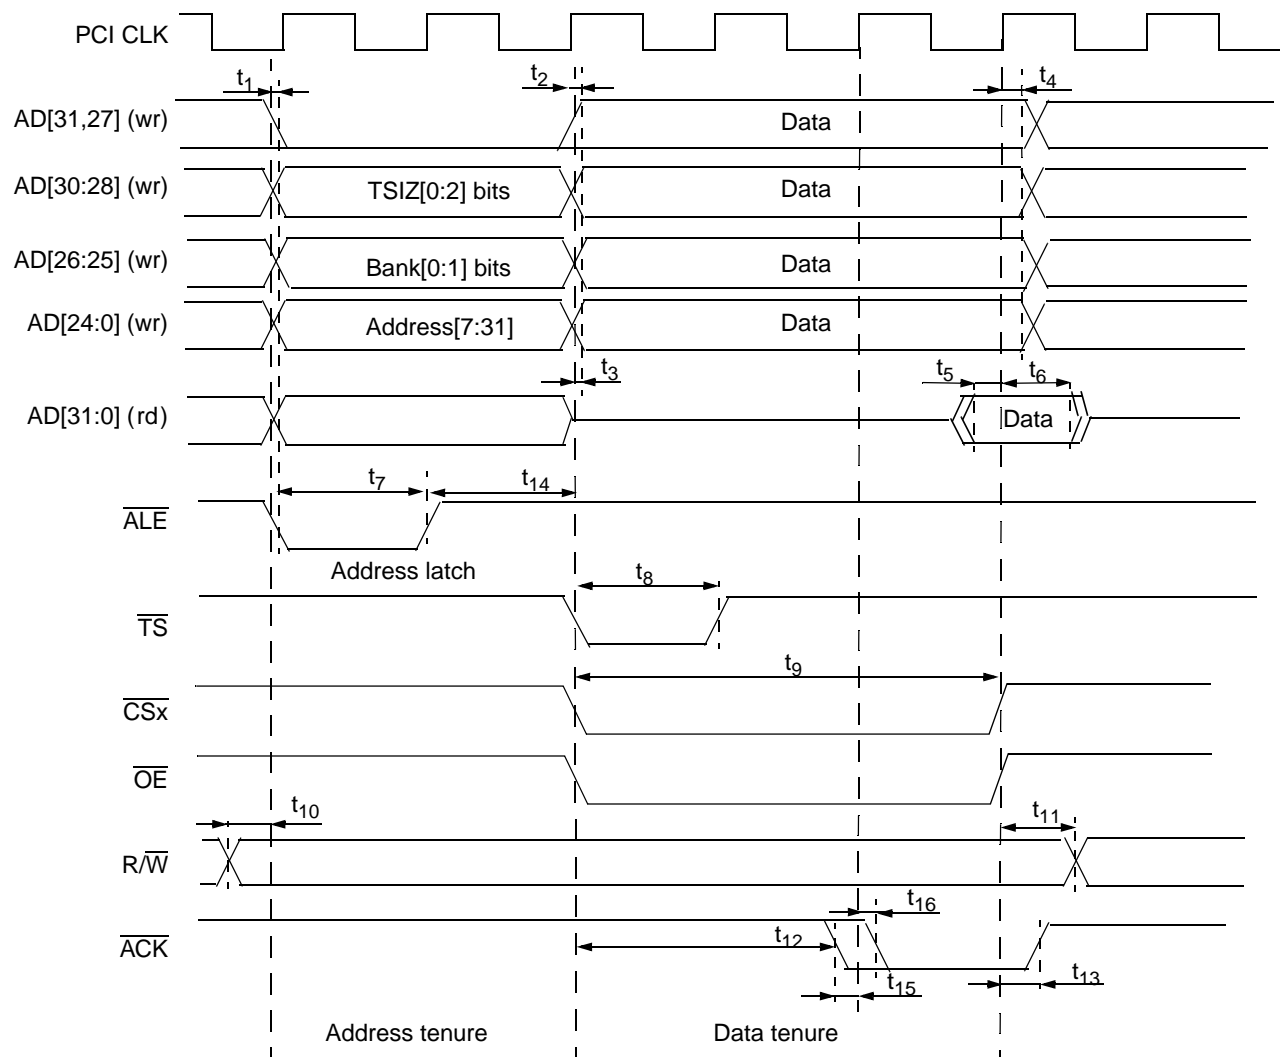 PCI CLK
t1 t2 t4
AD[31,27] (wr) Data
AD[30:28] (wr) TSIZ[0:2] bits Data
AD[26:25] (wr) Bank[0:1] bits Data
AD[24:0] (wr) Address[7:31] Data
t3 t5 t6
AD[31:0] (rd) Data
t7 t14
ALE
Address latch t8
TS
t9
CSx
OE
t10 t11
R/W
t16
ACK t12
t15 t13
Address tenure Data tenure